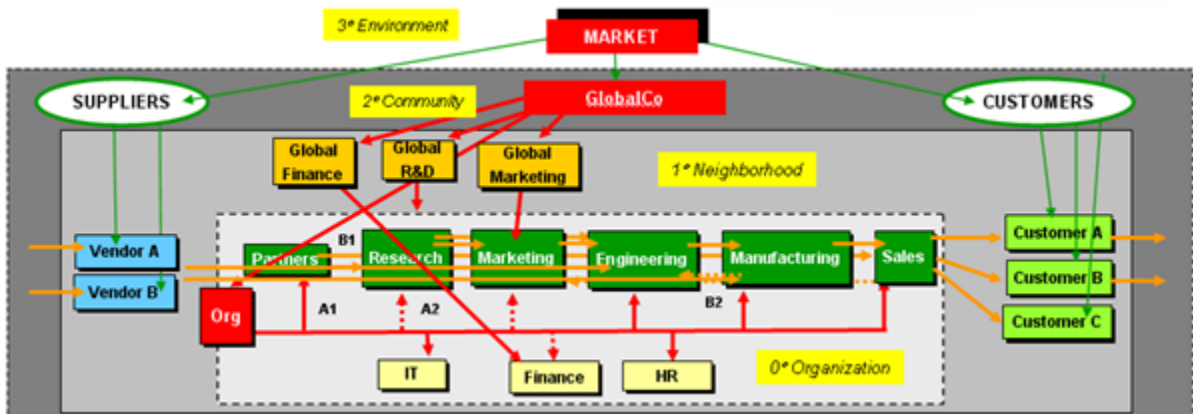 3° Environment
MARKET
SUPPLIERS
2° Community
GlobalCo
CUSTOMERS
Global
Finance
Global
R&D
Global
Marketing
1° Neighborhood
Vendor A
Vendor B
Partners
B1
Research
Marketing
Engineering
Manufacturing
Sales
Customer A
Customer B
Customer C
Org
A1
A2
B2
IT
Finance
HR
0° Organization